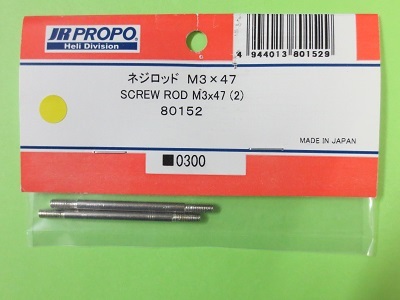 JR PROPO
Heli Division
4 944013 801529
ネジロッド M3×47
SCREW ROD M3x47 (2)
80152
MADE IN JAPAN
■0300